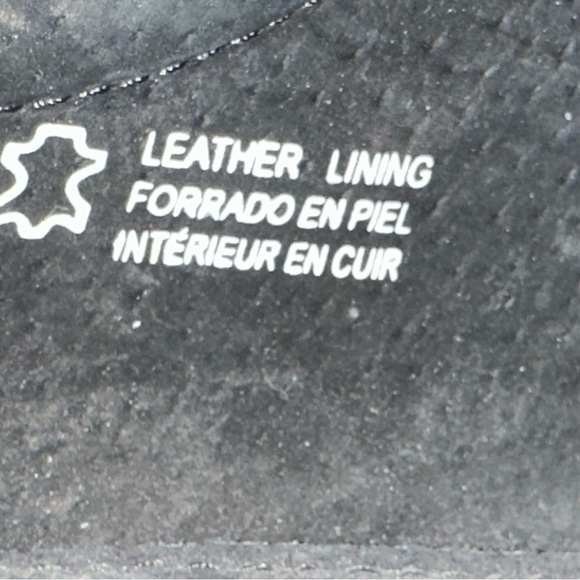 LEATHER LINING
FORRADO EN PIEL
INTÉRIEUR EN CUIR